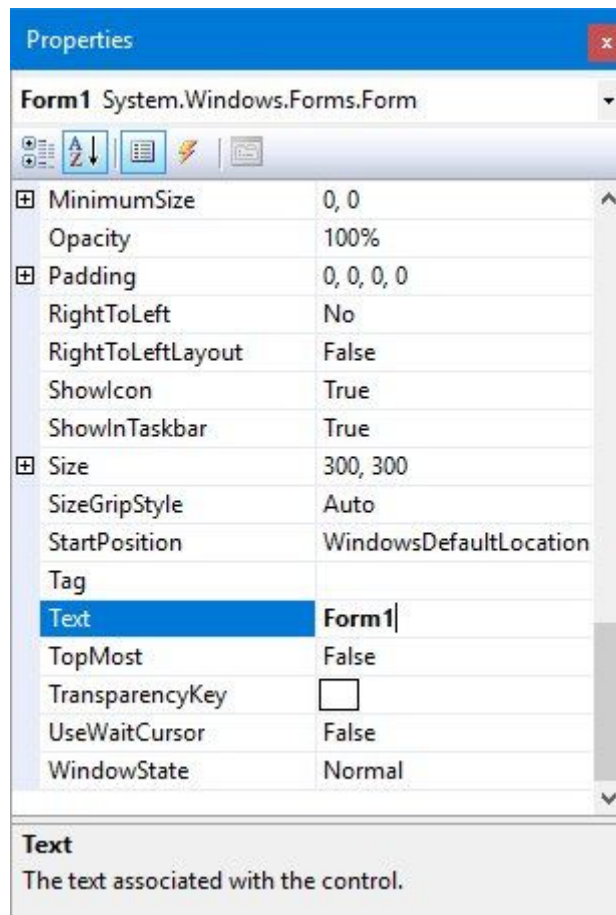 Properties
x
Form1 System.Windows.Forms.Form
A Z
MinimumSize 0, 0
Opacity 100%
Padding 0, 0, 0, 0
RightToLeft No
RightToLeftLayout False
ShowIcon True
ShowInTaskbar True
Size 300, 300
SizeGripStyle Auto
StartPosition WindowsDefaultLocation
Tag
Text Form1
TopMost False
TransparencyKey
UseWaitCursor False
WindowState Normal
Text
The text associated with the control.